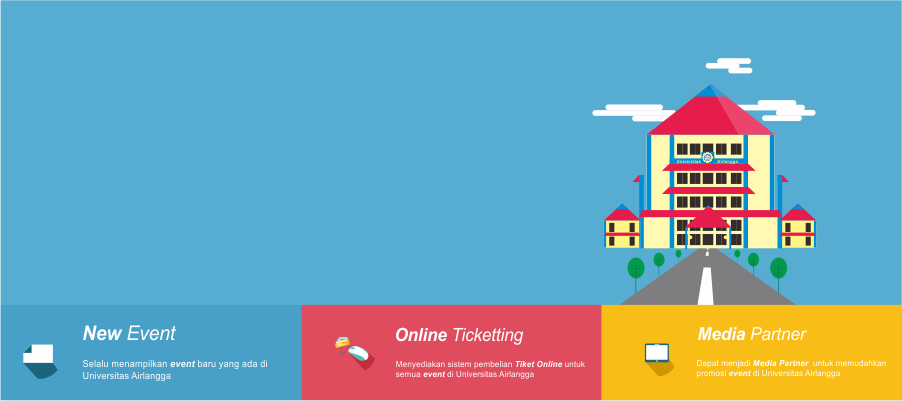 Universitas Airlangga
New Event
Selalu menampilkan event baru yang ada di
Universitas Airlangga
Online Ticketting
Menyediakan sistem pembelian Tiket Online untuk
semua event di Universitas Airlangga
Media Partner
Dapat menjadi Media Partner untuk memudahkan
promosi event di Universitas Airlangga